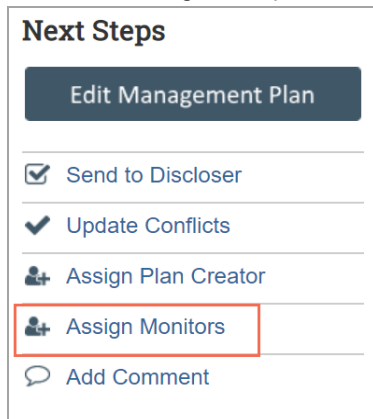 Next Steps
Edit Management Plan
Send to Discloser
Update Conflicts
Assign Plan Creator
Assign Monitors
Add Comment